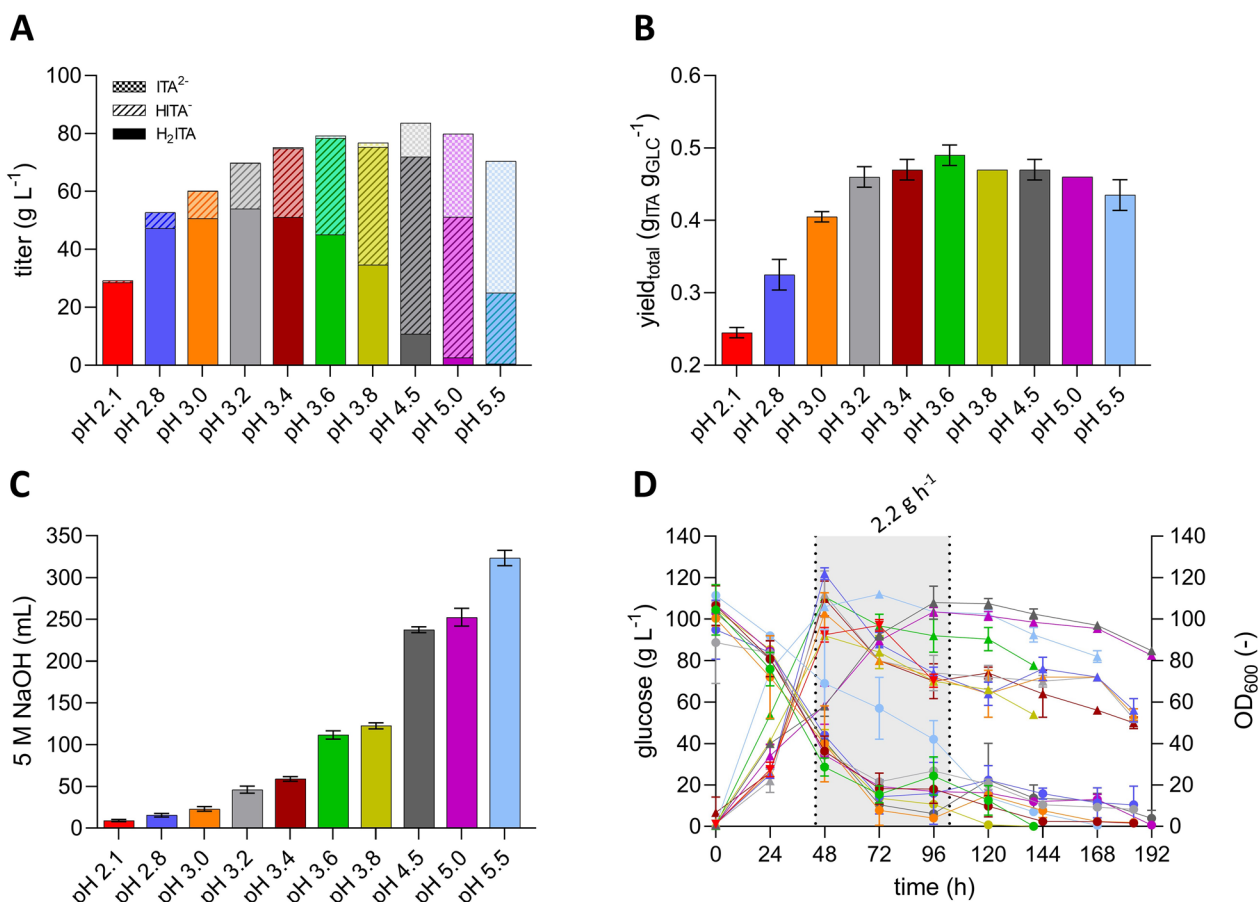 A
100
80
60
40
20
0
titer (g L⁻¹)
ITA²⁻
HITA⁻
H₂ITA
pH 2.1
pH 2.8
pH 3.0
pH 3.2
pH 3.4
pH 3.6
pH 3.8
pH 4.5
pH 5.0
pH 5.5
B
0.6
0.5
0.4
0.3
0.2
yield_total (g_ITA g_GLC⁻¹)
pH 2.1
pH 2.8
pH 3.0
pH 3.2
pH 3.4
pH 3.6
pH 3.8
pH 4.5
pH 5.0
pH 5.5
C
350
300
250
200
150
100
50
0
5 M NaOH (mL)
pH 2.1
pH 2.8
pH 3.0
pH 3.2
pH 3.4
pH 3.6
pH 3.8
pH 4.5
pH 5.0
pH 5.5
D
2.2 g h⁻¹
140
120
100
80
60
40
20
0
glucose (g L⁻¹)
140
120
100
80
60
40
20
0
OD₆₀₀ (-)
0 24 48 72 96 120 144 168 192
time (h)